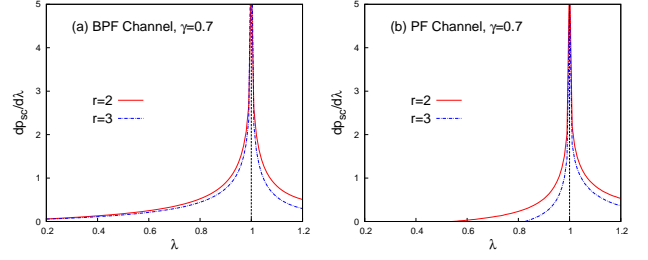 (a) BPF Channel, γ=0.7
dp_sc/dλ
5
4
3
2
1
0
r=2
r=3
0.2 0.4 0.6 0.8 1 1.2
λ
(b) PF Channel, γ=0.7
dp_sc/dλ
5
4
3
2
1
0
r=2
r=3
0.2 0.4 0.6 0.8 1 1.2
λ